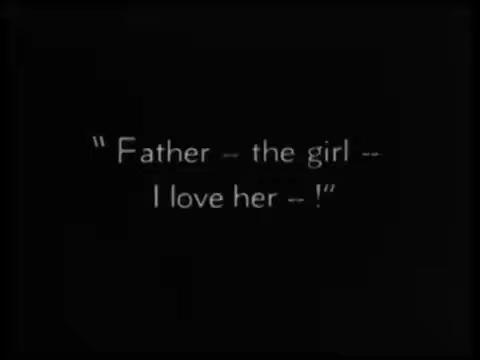 “ Father -- the girl --
I love her -- !”